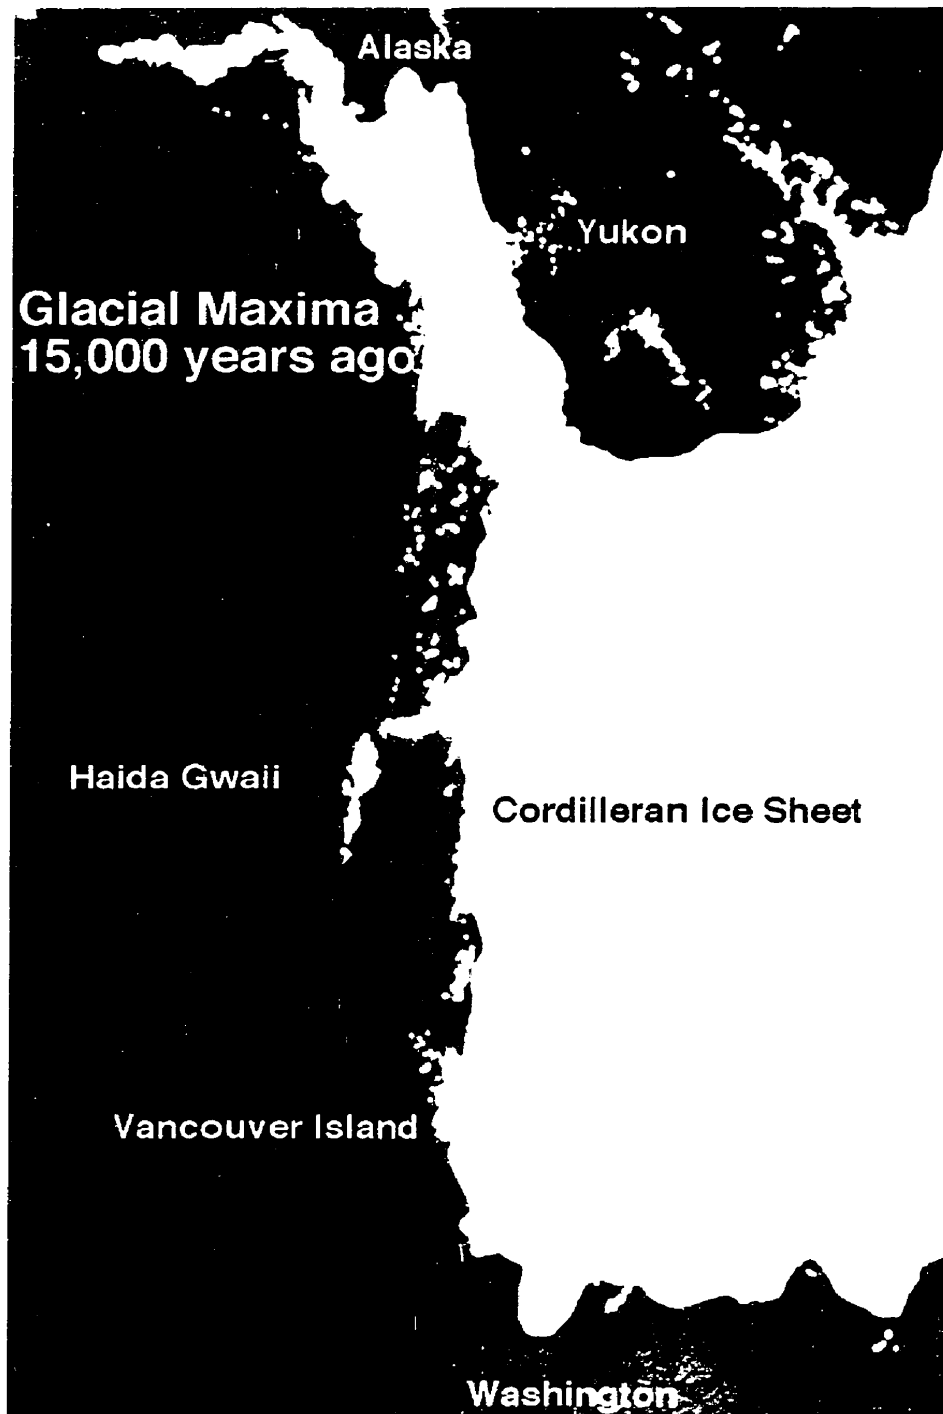 Alaska
Yukon
Glacial Maxima
15,000 years ago
Haida Gwaii
Cordilleran Ice Sheet
Vancouver Island
Washington